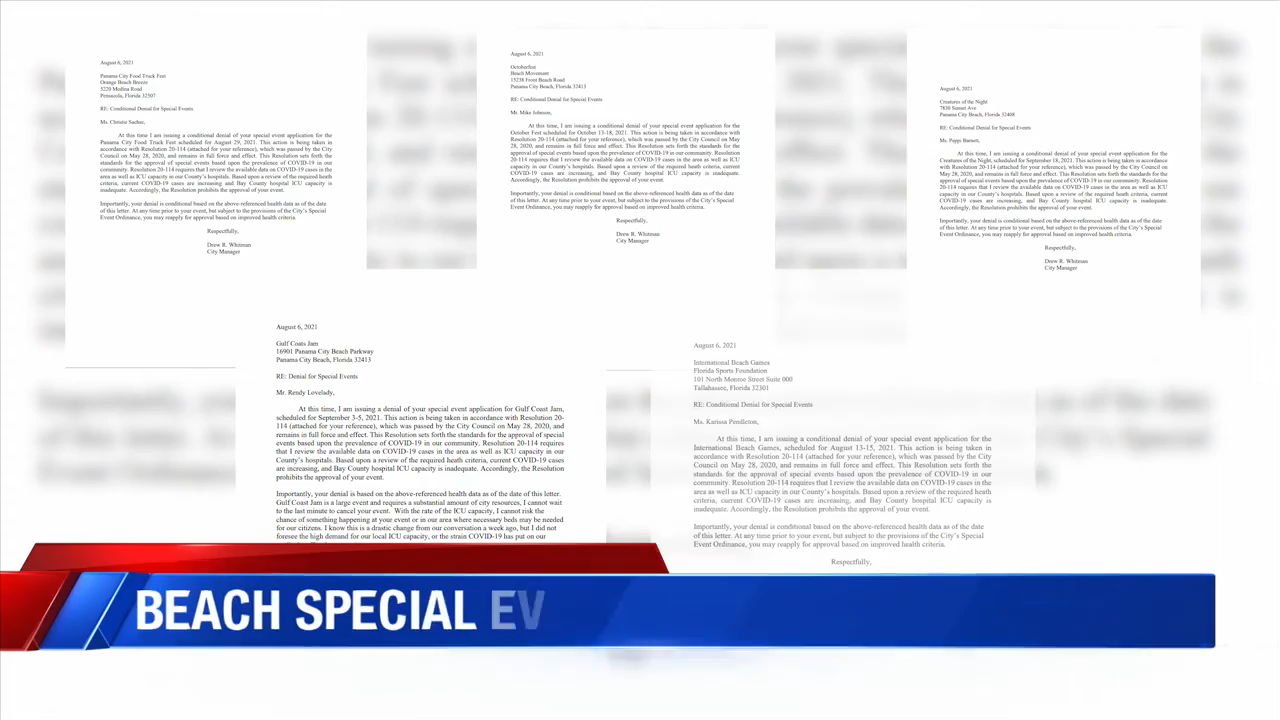 August 6, 2021
Panama City Food Truck Fest
Orange Beach Breeze
5220 Medina Road
Pensacola, Florida 32507
RE: Conditional Denial for Special Events
Ms. Christin Sachse,
At this time I am issuing a conditional denial of your special event application for the
Panama City Food Truck Fest scheduled for August 29, 2021. This action is being taken in
accordance with Resolution 20-114 (attached for your reference), which was passed by the City
Council on May 28, 2020, and remains in full force and effect. This Resolution sets forth the
standards for the approval of special events based upon the prevalence of COVID-19 in our
community. Resolution 20-114 requires that I review the available data on COVID-19 cases in the
area as well as ICU capacity in our County's hospitals. Based upon a review of the required heath
criteria, current COVID-19 cases are increasing and Bay County hospital ICU capacity is
inadequate. Accordingly, the Resolution prohibits the approval of your event.
Importantly, your denial is conditional based on the above-referenced health data as of the date
of this letter. At any time prior to your event, but subject to the provisions of the City's Special
Event Ordinance, you may reapply for approval based on improved health criteria.
Respectfully,
Drew R. Whitman
City Manager
August 6, 2021
Octoberfest
Beach Movement
15238 Front Beach Road
Panama City Beach, Florida 32413
RE: Conditional Denial for Special Events
Mr. Mike Johnson,
At this time, I am issuing a conditional denial of your special event application for the
October Fest scheduled for October 13-18, 2021. This action is being taken in accordance with
Resolution 20-114 (attached for your reference), which was passed by the City Council on May
28, 2020, and remains in full force and effect. This Resolution sets forth the standards for the
approval of special events based upon the prevalence of COVID-19 in our community. Resolution
20-114 requires that I review the available data on COVID-19 cases in the area as well as ICU
capacity in our County's hospitals. Based upon a review of the required heath criteria, current
COVID-19 cases are increasing, and Bay County hospital ICU capacity is inadequate.
Accordingly, the Resolution prohibits the approval of your event.
Importantly, your denial is conditional based on the above-referenced health data as of the date
of this letter. At any time prior to your event, but subject to the provisions of the City's Special
Event Ordinance, you may reapply for approval based on improved health criteria.
Respectfully,
Drew R. Whitman
City Manager
August 6, 2021
Creatures of the Night
7830 Sunset Ave
Panama City Beach, Florida 32408
RE: Conditional Denial for Special Events
Ms. Pappi Burnett,
At this time, I am issuing a conditional denial of your special event application for the
Creatures of the Night, scheduled for September 18, 2021. This action is being taken in accordance
with Resolution 20-114 (attached for your reference), which was passed by the City Council on
May 28, 2020, and remains in full force and effect. This Resolution sets forth the standards for the
approval of special events based upon the prevalence of COVID-19 in our community. Resolution
20-114 requires that I review the available data on COVID-19 cases in the area as well as ICU
capacity in our County's hospitals. Based upon a review of the required heath criteria, current
COVID-19 cases are increasing, and Bay County hospital ICU capacity is inadequate.
Accordingly, the Resolution prohibits the approval of your event.
Importantly, your denial is conditional based on the above-referenced health data as of the date
of this letter. At any time prior to your event, but subject to the provisions of the City's Special
Event Ordinance, you may reapply for approval based on improved health criteria.
Respectfully,
Drew R. Whitman
City Manager
August 6, 2021
Gulf Coats Jam
16901 Panama City Beach Parkway
Panama City Beach, Florida 32413
RE: Denial for Special Events
Mr. Rendy Lovelady,
At this time, I am issuing a denial of your special event application for Gulf Coast Jam,
scheduled for September 3-5, 2021. This action is being taken in accordance with Resolution 20-
114 (attached for your reference), which was passed by the City Council on May 28, 2020, and
remains in full force and effect. This Resolution sets forth the standards for the approval of special
events based upon the prevalence of COVID-19 in our community. Resolution 20-114 requires
that I review the available data on COVID-19 cases in the area as well as ICU capacity in our
County's hospitals. Based upon a review of the required heath criteria, current COVID-19 cases
are increasing, and Bay County hospital ICU capacity is inadequate. Accordingly, the Resolution
prohibits the approval of your event.
Importantly, your denial is based on the above-referenced health data as of the date of this letter.
Gulf Coast Jam is a large event and requires a substantial amount of city resources, I cannot wait
to the last minute to cancel your event. With the rate of the ICU capacity, I cannot risk the
chance of something happening at your event or in our area where necessary beds may be needed
for our citizens. I know this is a drastic change from our conversation a week ago, but I did not
foresee the high demand for our local ICU capacity, or the strain COVID-19 has put on our
August 6, 2021
International Beach Games
Florida Sports Foundation
101 North Monroe Street Suite 000
Tallahassee, Florida 32301
RE: Conditional Denial for Special Events
Ms. Karissa Pendleton,
At this time, I am issuing a conditional denial of your special event application for the
International Beach Games, scheduled for August 13-15, 2021. This action is being taken in
accordance with Resolution 20-114 (attached for your reference), which was passed by the City
Council on May 28, 2020, and remains in full force and effect. This Resolution sets forth the
standards for the approval of special events based upon the prevalence of COVID-19 in our
community. Resolution 20-114 requires that I review the available data on COVID-19 cases in the
area as well as ICU capacity in our County's hospitals. Based upon a review of the required heath
criteria, current COVID-19 cases are increasing, and Bay County hospital ICU capacity is
inadequate. Accordingly, the Resolution prohibits the approval of your event.
Importantly, your denial is conditional based on the above-referenced health data as of the date
of this letter. At any time prior to your event, but subject to the provisions of the City's Special
Event Ordinance, you may reapply for approval based on improved health criteria.
Respectfully,
BEACH SPECIAL EV